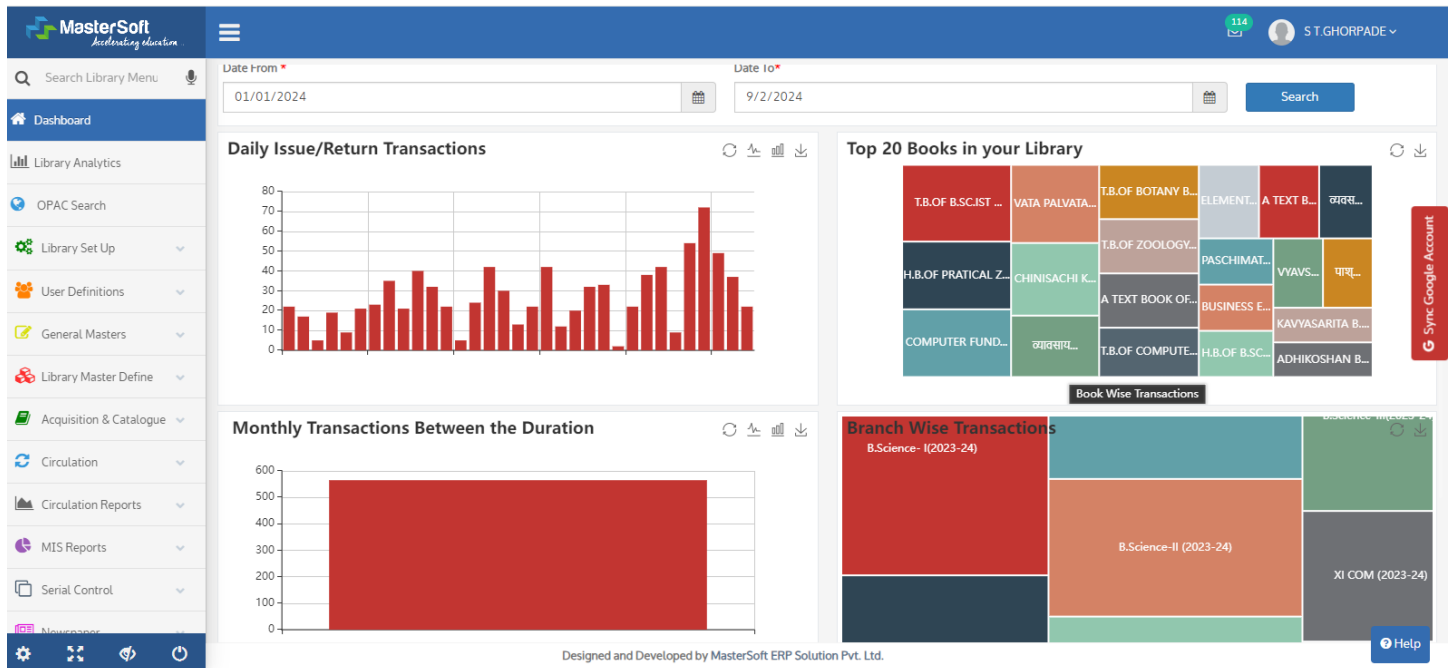 MasterSoft
Accelerating education
114
S T.GHORPADE
Search Library Menu
Dashboard
Library Analytics
OPAC Search
Library Set Up
User Definitions
General Masters
Library Master Define
Acquisition & Catalogue
Circulation
Circulation Reports
MIS Reports
Serial Control
Newspaper
Date From *
Date To*
01/01/2024
9/2/2024
Search
Daily Issue/Return Transactions
80
70
60
50
40
30
20
10
0
Top 20 Books in your Library
T.B.OF B.SC.IST ...
H.B.OF PRATICAL Z...
COMPUTER FUND...
VATA PALVATA...
CHINISACHI K...
व्यावसाय...
T.B.OF BOTANY B...
T.B.OF ZOOLOGY...
A TEXT BOOK OF...
T.B.OF COMPUTE...
ELEMENT...
A TEXT B...
व्यवस...
PASCHIMAT...
BUSINESS E...
H.B.OF B.SC...
VYAVS...
पाश्...
KAVYASARITA B...
ADHIKOSHAN B...
Book Wise Transactions
Monthly Transactions Between the Duration
600
500
400
300
200
100
0
Branch Wise Transactions
B.Science- I(2023-24)
B.Science-II (2023-24)
B.Science-III(2023-24
XI COM (2023-24)
Sync Google Account
Help
Designed and Developed by MasterSoft ERP Solution Pvt. Ltd.